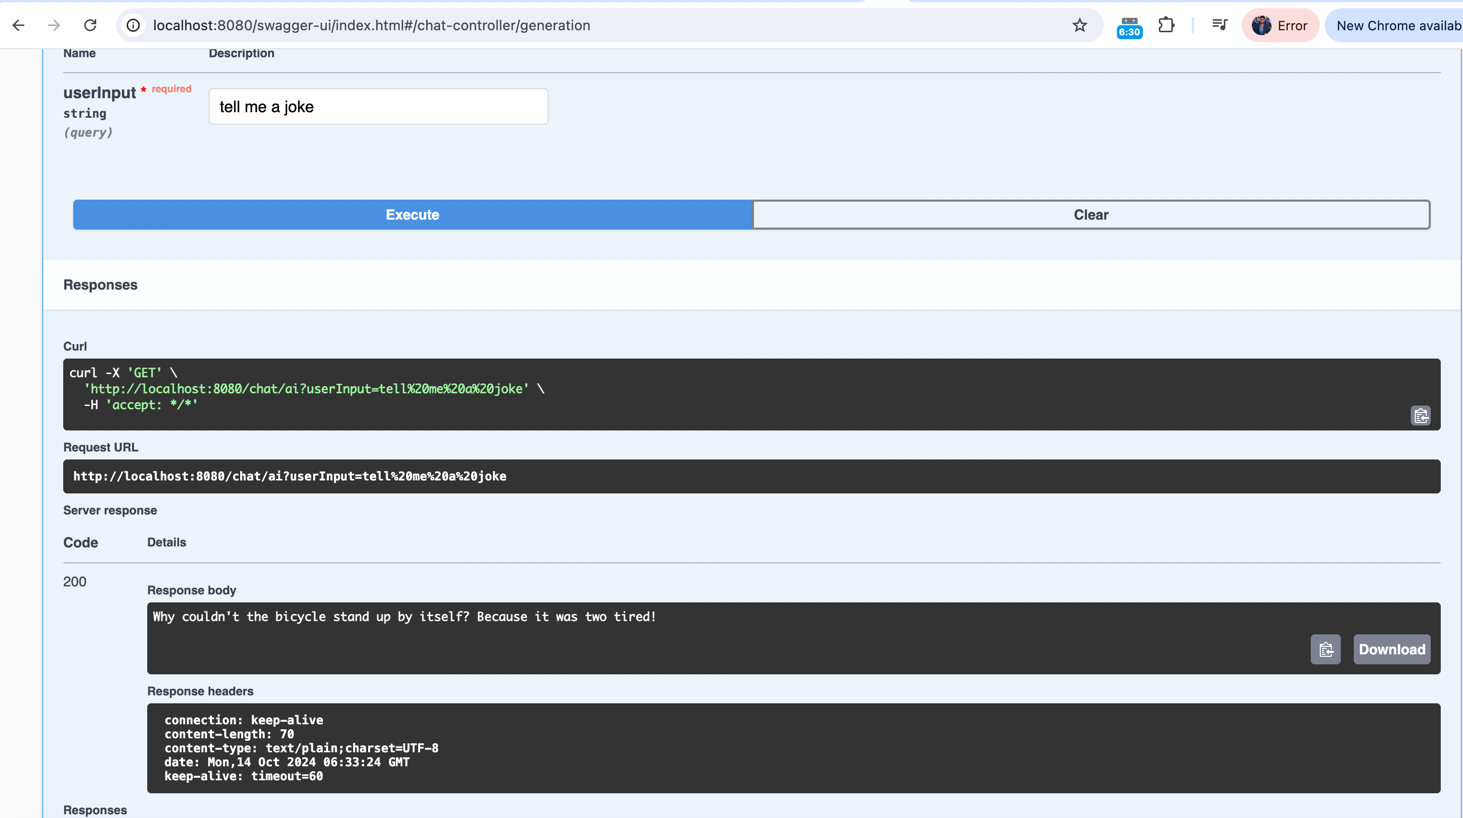 localhost:8080/swagger-ui/index.html#/chat-controller/generation
6:30
Error
New Chrome availab
Name Description
userInput * required
tell me a joke
string
(query)
Execute Clear
Responses
Curl
curl -X 'GET' \
'http://localhost:8080/chat/ai?userInput=tell%20me%20a%20joke' \
-H 'accept: */*'
Request URL
http://localhost:8080/chat/ai?userInput=tell%20me%20a%20joke
Server response
Code Details
200
Response body
Why couldn't the bicycle stand up by itself? Because it was two tired!
Download
Response headers
connection: keep-alive
content-length: 70
content-type: text/plain;charset=UTF-8
date: Mon,14 Oct 2024 06:33:24 GMT
keep-alive: timeout=60
Responses